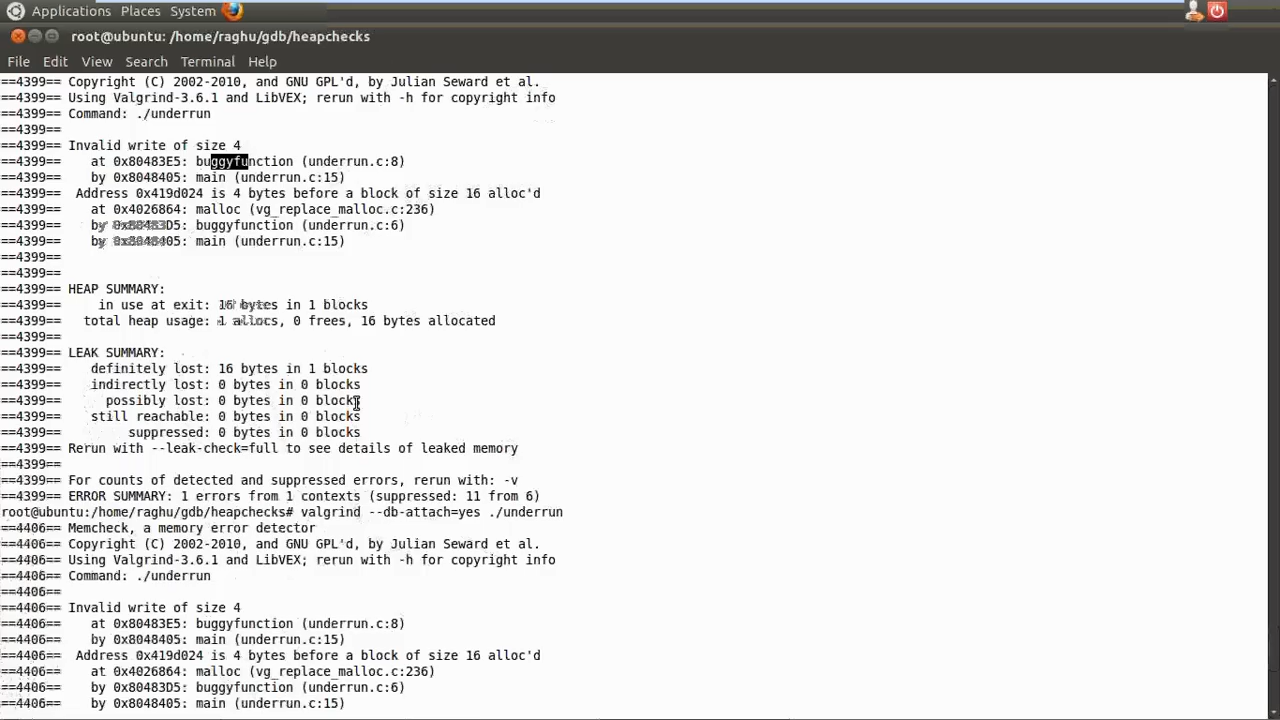 Applications Places System
root@ubuntu: /home/raghu/gdb/heapchecks
File Edit View Search Terminal Help
==4399== Copyright (C) 2002-2010, and GNU GPL'd, by Julian Seward et al.
==4399== Using Valgrind-3.6.1 and LibVEX; rerun with -h for copyright info
==4399== Command: ./underrun
==4399==
==4399== Invalid write of size 4
==4399==    at 0x80483E5: buggyfunction (underrun.c:8)
==4399==    by 0x8048405: main (underrun.c:15)
==4399==  Address 0x419d024 is 4 bytes before a block of size 16 alloc'd
==4399==    at 0x4026864: malloc (vg_replace_malloc.c:236)
==4399==    by 0x80483D5: buggyfunction (underrun.c:6)
==4399==    by 0x8048405: main (underrun.c:15)
==4399==
==4399==
==4399== HEAP SUMMARY:
==4399==     in use at exit: 16 bytes in 1 blocks
==4399==   total heap usage: 1 allocs, 0 frees, 16 bytes allocated
==4399==
==4399== LEAK SUMMARY:
==4399==    definitely lost: 16 bytes in 1 blocks
==4399==    indirectly lost: 0 bytes in 0 blocks
==4399==      possibly lost: 0 bytes in 0 blocks
==4399==    still reachable: 0 bytes in 0 blocks
==4399==         suppressed: 0 bytes in 0 blocks
==4399== Rerun with --leak-check=full to see details of leaked memory
==4399==
==4399== For counts of detected and suppressed errors, rerun with: -v
==4399== ERROR SUMMARY: 1 errors from 1 contexts (suppressed: 11 from 6)
root@ubuntu:/home/raghu/gdb/heapchecks# valgrind --db-attach=yes ./underrun
==4406== Memcheck, a memory error detector
==4406== Copyright (C) 2002-2010, and GNU GPL'd, by Julian Seward et al.
==4406== Using Valgrind-3.6.1 and LibVEX; rerun with -h for copyright info
==4406== Command: ./underrun
==4406==
==4406== Invalid write of size 4
==4406==    at 0x80483E5: buggyfunction (underrun.c:8)
==4406==    by 0x8048405: main (underrun.c:15)
==4406==  Address 0x419d024 is 4 bytes before a block of size 16 alloc'd
==4406==    at 0x4026864: malloc (vg_replace_malloc.c:236)
==4406==    by 0x80483D5: buggyfunction (underrun.c:6)
==4406==    by 0x8048405: main (underrun.c:15)